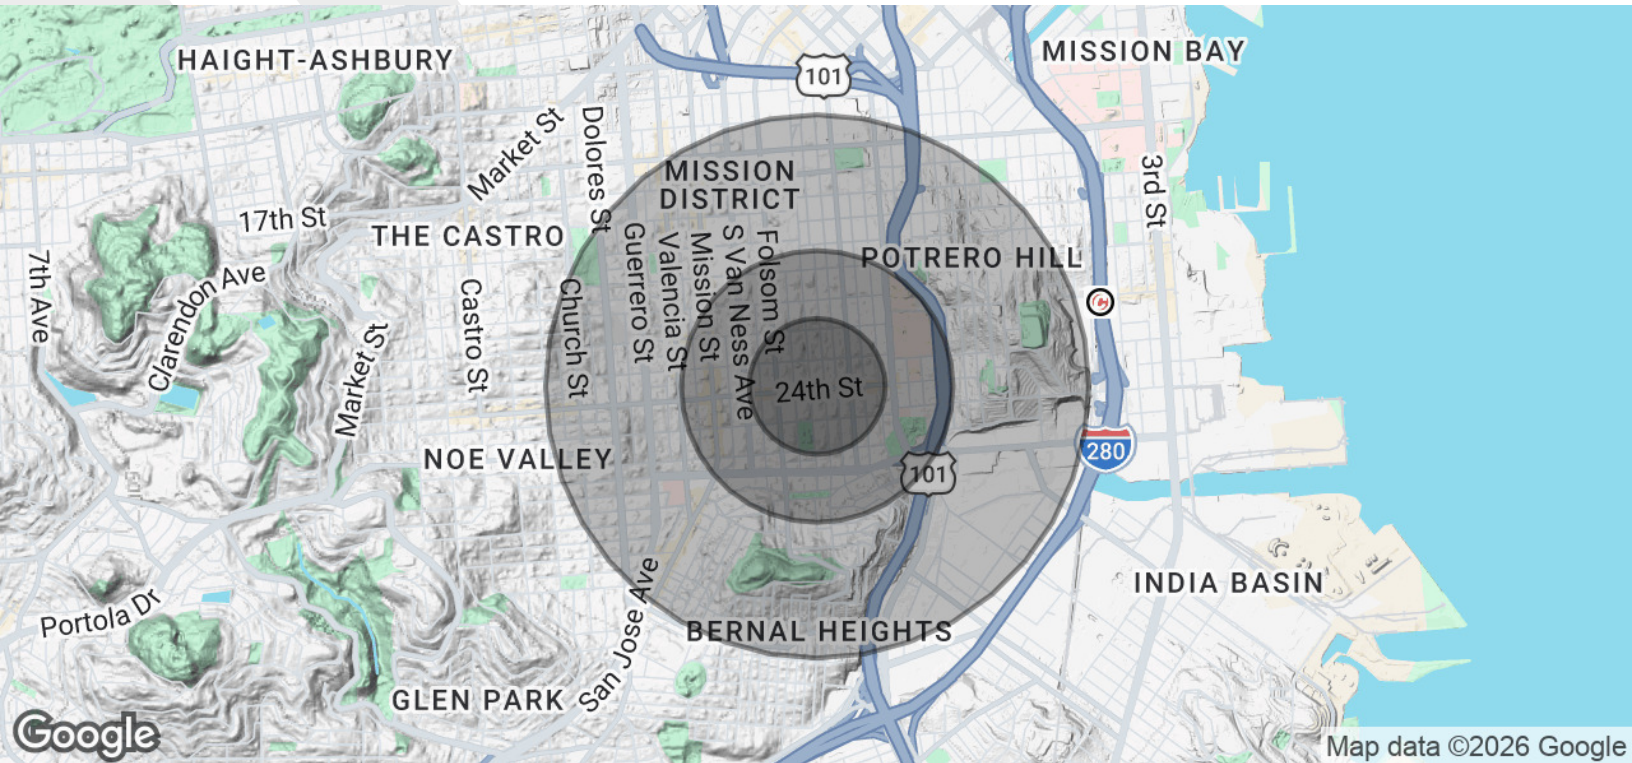 HAIGHT-ASHBURY
101
MISSION BAY
Market St
Dolores St
MISSION
DISTRICT
3rd St
17th St
THE CASTRO
7th Ave
Clarendon Ave
Castro St
Church St
Guerrero St
Valencia St
Mission St
S Van Ness Ave
Folsom St
POTRERO HILL
Market St
24th St
NOE VALLEY
101
280
Portola Dr
San Jose Ave
BERNAL HEIGHTS
INDIA BASIN
GLEN PARK
Google
Map data ©2026 Google